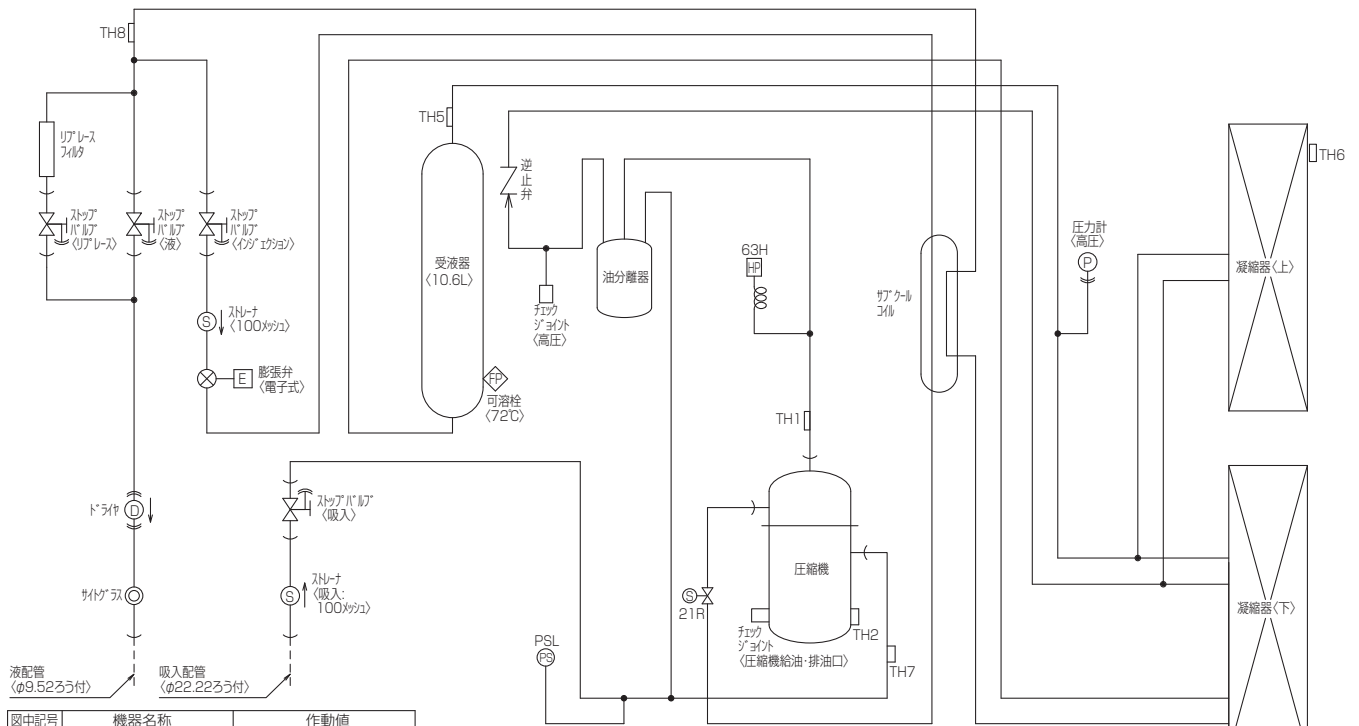 TH8
リプレース
フィルタ
ストップ
バルブ
〈リプレース〉
ストップ
バルブ
〈液〉
ストップ
バルブ
〈インジェクション〉
ストレーナ
〈100メッシュ〉
S
E
膨張弁
〈電子式〉
TH5
受液器
〈10.6L〉
FP
可溶栓
〈72℃〉
逆
止
弁
チェック
ジョイント
〈高圧〉
油分離器
63H
HP
TH1
サブクール
コイル
圧力計
〈高圧〉
P
TH6
凝縮器〈上〉
ドライヤ
D
サイトグラス
ストップバルブ
〈吸入〉
S
ストレーナ
〈吸入:
100メッシュ〉
圧縮機
S
21R
チェック
ジョイント
〈圧縮機給油・排油口〉
TH2
TH7
PSL
PS
凝縮器〈下〉
液配管
〈φ9.52ろう付〉
吸入配管
〈φ22.22ろう付〉
図中記号 機器名称 作動値